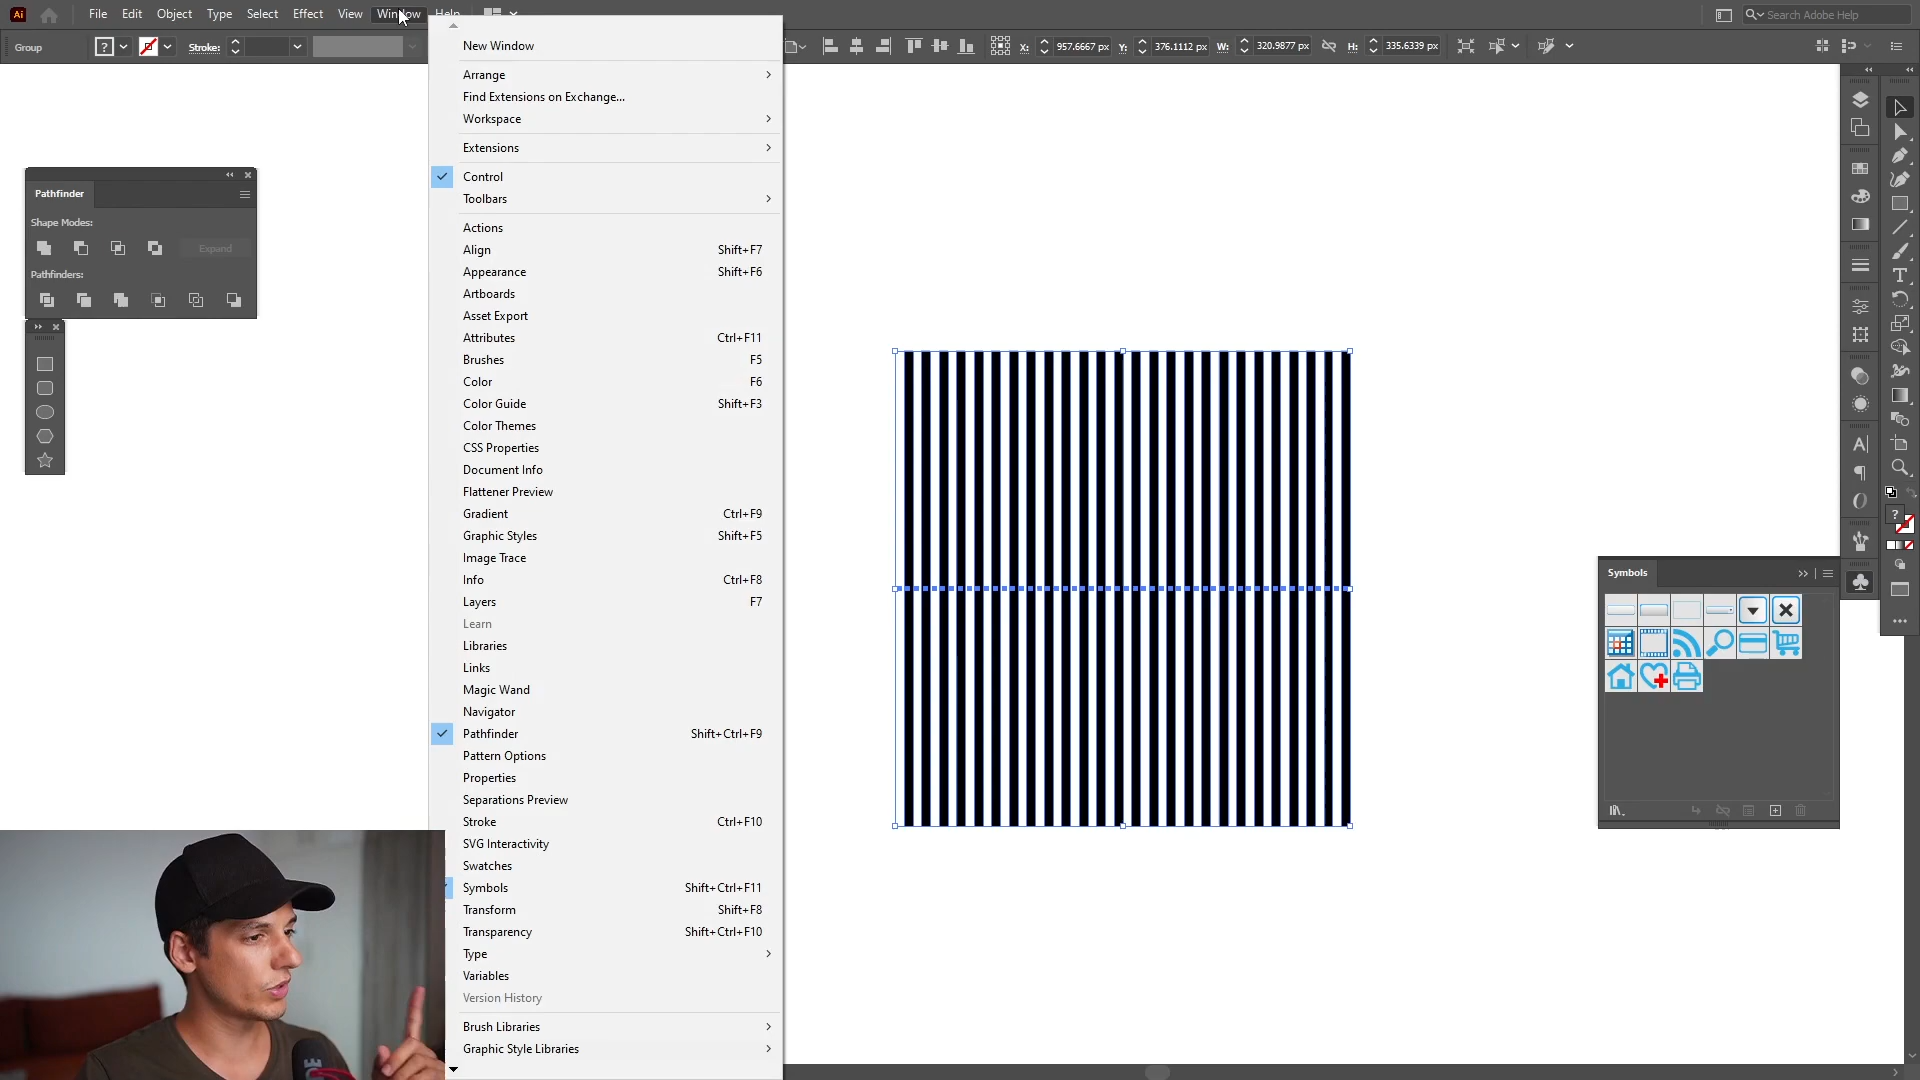 Ai
File Edit Object Type Select Effect View Window Help
Search Adobe Help
Group
?
Stroke:
X: 957.6667 px Y: 376.1112 px W: 320.9877 px H: 335.6339 px
New Window
Arrange
Find Extensions on Exchange...
Workspace
Extensions
Control
Toolbars
Actions
Align Shift+F7
Appearance Shift+F6
Artboards
Asset Export
Attributes Ctrl+F11
Brushes F5
Color F6
Color Guide Shift+F3
Color Themes
CSS Properties
Document Info
Flattener Preview
Gradient Ctrl+F9
Graphic Styles Shift+F5
Image Trace
Info Ctrl+F8
Layers F7
Learn
Libraries
Links
Magic Wand
Navigator
Pathfinder Shift+Ctrl+F9
Pattern Options
Properties
Separations Preview
Stroke Ctrl+F10
SVG Interactivity
Swatches
Symbols Shift+Ctrl+F11
Transform Shift+F8
Transparency Shift+Ctrl+F10
Type
Variables
Version History
Brush Libraries
Graphic Style Libraries
Pathfinder
Shape Modes:
Expand
Pathfinders:
Symbols
?